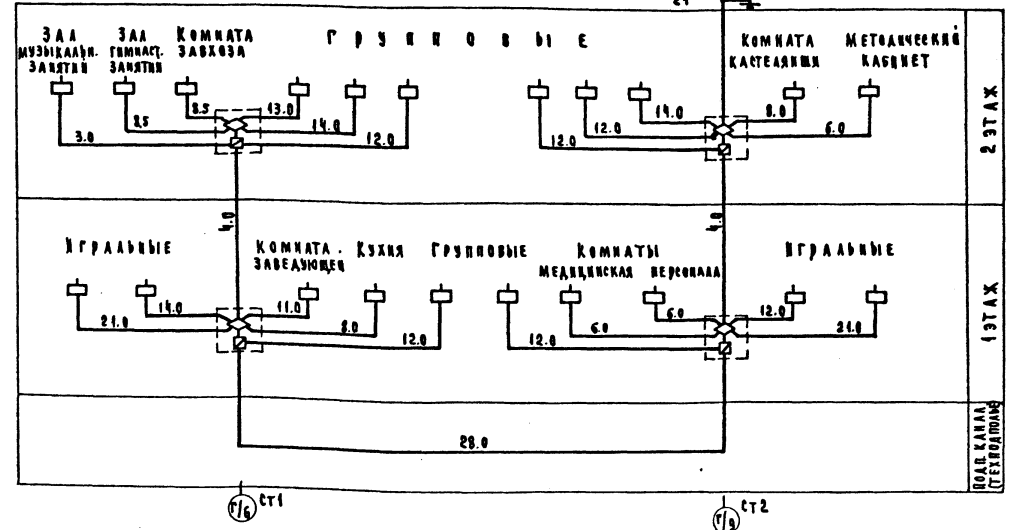 21
ЗАЛ
МУЗЫКАЛЬН.
ЗАНЯТИЙ
ЗАЛ
ГИМНАСТ.
ЗАНЯТИЙ
КОМНАТА
ЗАВХОЗА
ГРУППОВЫЕ
КОМНАТА
КАСТЕЛЯНШИ
МЕТОДИЧЕСКИЙ
КАБИНЕТ
8.5 13.0 14.0 8.0
8.5 14.0 12.0 6.0
3.0 12.0 12.0
2 ЭТАЖ
4.0 4.0
ИГРАЛЬНЫЕ
КОМНАТА
ЗАВЕДУЮЩЕЙ
КУХНЯ
ГРУППОВЫЕ
КОМНАТЫ
МЕДИЦИНСКАЯ ПЕРСОНАЛА
ИГРАЛЬНЫЕ
14.0 11.0 6.0 12.0
21.0 8.0 6.0 21.0
12.0 12.0
1 ЭТАЖ
28.0
ПОДП. КАНАЛ
(ТЕХПОДПОЛЬЕ)
Г/6 СТ1
Г/9 СТ2